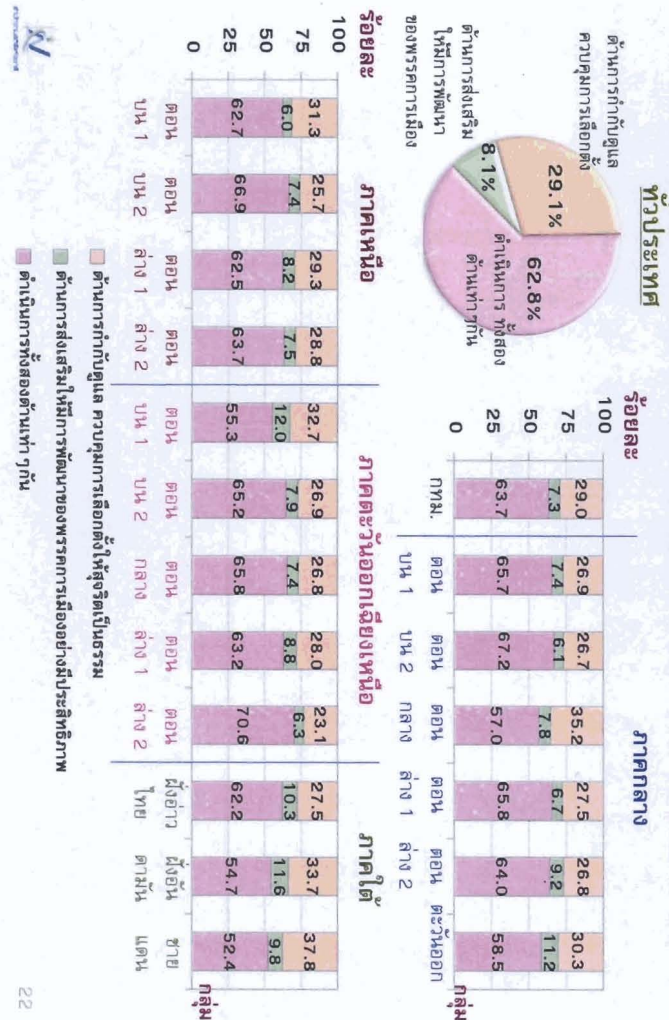 ทั่วประเทศ
ด้านการกำกับดูแล
ควบคุมการเลือกตั้ง
29.1%
ด้านการส่งเสริม
ให้มีการพัฒนา
ของพรรคการเมือง
8.1%
62.8%
ดำเนินการ ทั้งสอง
ด้านเท่า ๆกัน
ร้อยละ
ภาคกลาง
100
75
50
25
0
29.0 26.9 26.7 35.2 27.5 26.8 30.3
7.3 7.4 6.1 7.8 6.7 9.2 11.2
63.7 65.7 67.2 57.0 65.8 64.0 58.5
กลุ่ม
กทม. ตอน ตอน ตอน ตอน ตอน ตะวันออก
บน 1 บน 2 กลาง ล่าง 1 ล่าง 2
ร้อยละ
ภาคเหนือ ภาคตะวันออกเฉียงเหนือ ภาคใต้
100
75
50
25
0
31.3 25.7 29.3 28.8 32.7 26.9 26.8 28.0 23.1 27.5 33.7 37.8
6.0 7.4 8.2 7.5 12.0 7.9 7.4 8.8 6.3 10.3 11.6 9.8
62.7 66.9 62.5 63.7 55.3 65.2 65.8 63.2 70.6 62.2 54.7 52.4
กลุ่ม
ตอน ตอน ตอน ตอน ตอน ตอน ตอน ตอน ตอน ฝั่งอ่าว ฝั่งอัน ชาย
บน 1 บน 2 ล่าง 1 ล่าง 2 บน 1 บน 2 กลาง ล่าง 1 ล่าง 2 ไทย ดามัน แดน
ด้านการกำกับดูแล ควบคุมการเลือกตั้งให้สุจริตเป็นธรรม
ด้านการส่งเสริมให้มีการพัฒนาของพรรคการเมืองอย่างมีประสิทธิภาพ
ดำเนินการทั้งสองด้านเท่า ๆกัน
22